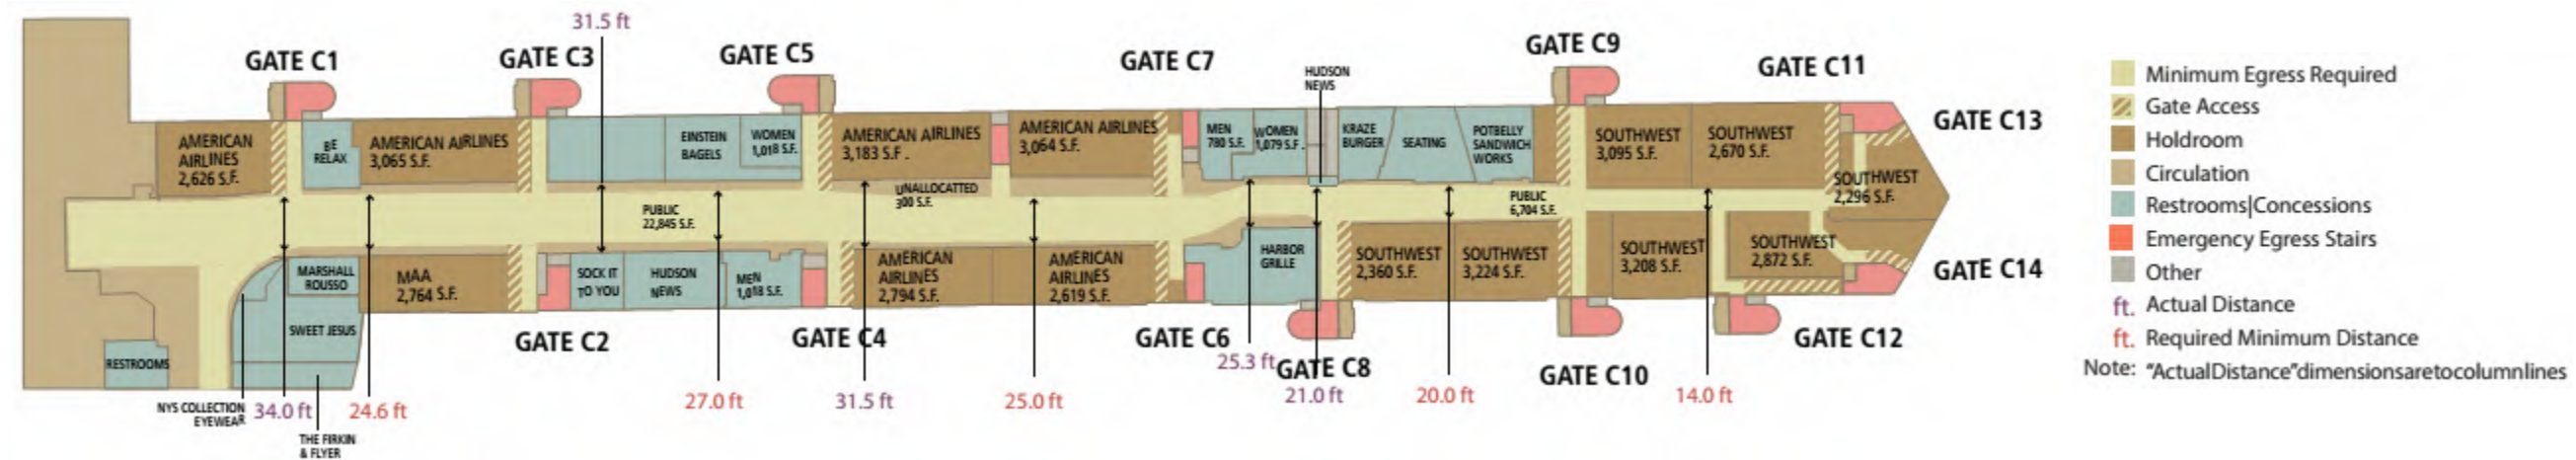 31.5 ft
GATE C1
GATE C3
GATE C5
GATE C7
HUDSON
NEWS
GATE C9
GATE C11
GATE C13
AMERICAN
AIRLINES
2,626 S.F.
BE
RELAX
AMERICAN AIRLINES
3,065 S.F.
EINSTEIN
BAGELS
WOMEN
1,018 S.F.
AMERICAN AIRLINES
3,183 S.F.
AMERICAN AIRLINES
3,064 S.F.
MEN
780 S.F.
WOMEN
1,079 S.F.
KRAZE
BURGER
SEATING
POTBELLY
SANDWICH
WORKS
SOUTHWEST
3,095 S.F.
SOUTHWEST
2,670 S.F.
SOUTHWEST
2,296 S.F.
UNALLOCATTED
300 S.F.
PUBLIC
22,845 S.F.
PUBLIC
6,704 S.F.
MARSHALL
ROUSSO
SWEET JESUS
RESTROOMS
MAA
2,764 S.F.
SOCK IT
TO YOU
HUDSON
NEWS
MEN
1,018 S.F.
AMERICAN
AIRLINES
2,794 S.F.
AMERICAN
AIRLINES
2,619 S.F.
HARBOR
GRILLE
SOUTHWEST
2,360 S.F.
SOUTHWEST
3,224 S.F.
SOUTHWEST
3,208 S.F.
SOUTHWEST
2,872 S.F.
GATE C14
GATE C2
GATE C4
GATE C6
GATE C8
GATE C10
GATE C12
NYS COLLECTION
EYEWEAR
34.0 ft
24.6 ft
27.0 ft
31.5 ft
25.0 ft
25.3 ft
21.0 ft
20.0 ft
14.0 ft
THE FIRKIN
& FLYER
Minimum Egress Required
Gate Access
Holdroom
Circulation
Restrooms|Concessions
Emergency Egress Stairs
Other
ft. Actual Distance
ft. Required Minimum Distance
Note: "ActualDistance"dimensionsaretocolumnlines